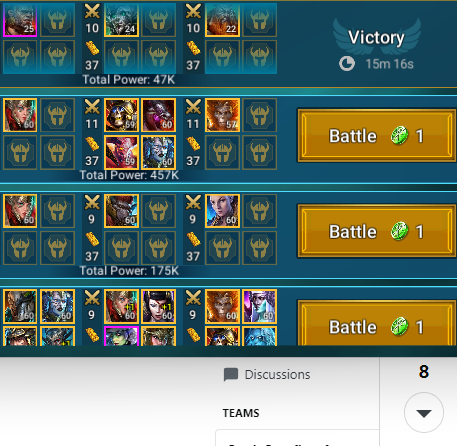 25 24 22
10 10
Victory
37 37
15m 16s
Total Power: 47K
60 59 60 57
11 11
Battle 1
59 60
37 37
Total Power: 457K
60 60 60
9 9
Battle 1
37 37
Total Power: 175K
60 60 60 60 60 60
9 9
Battle 1
8
Discussions
TEAMS